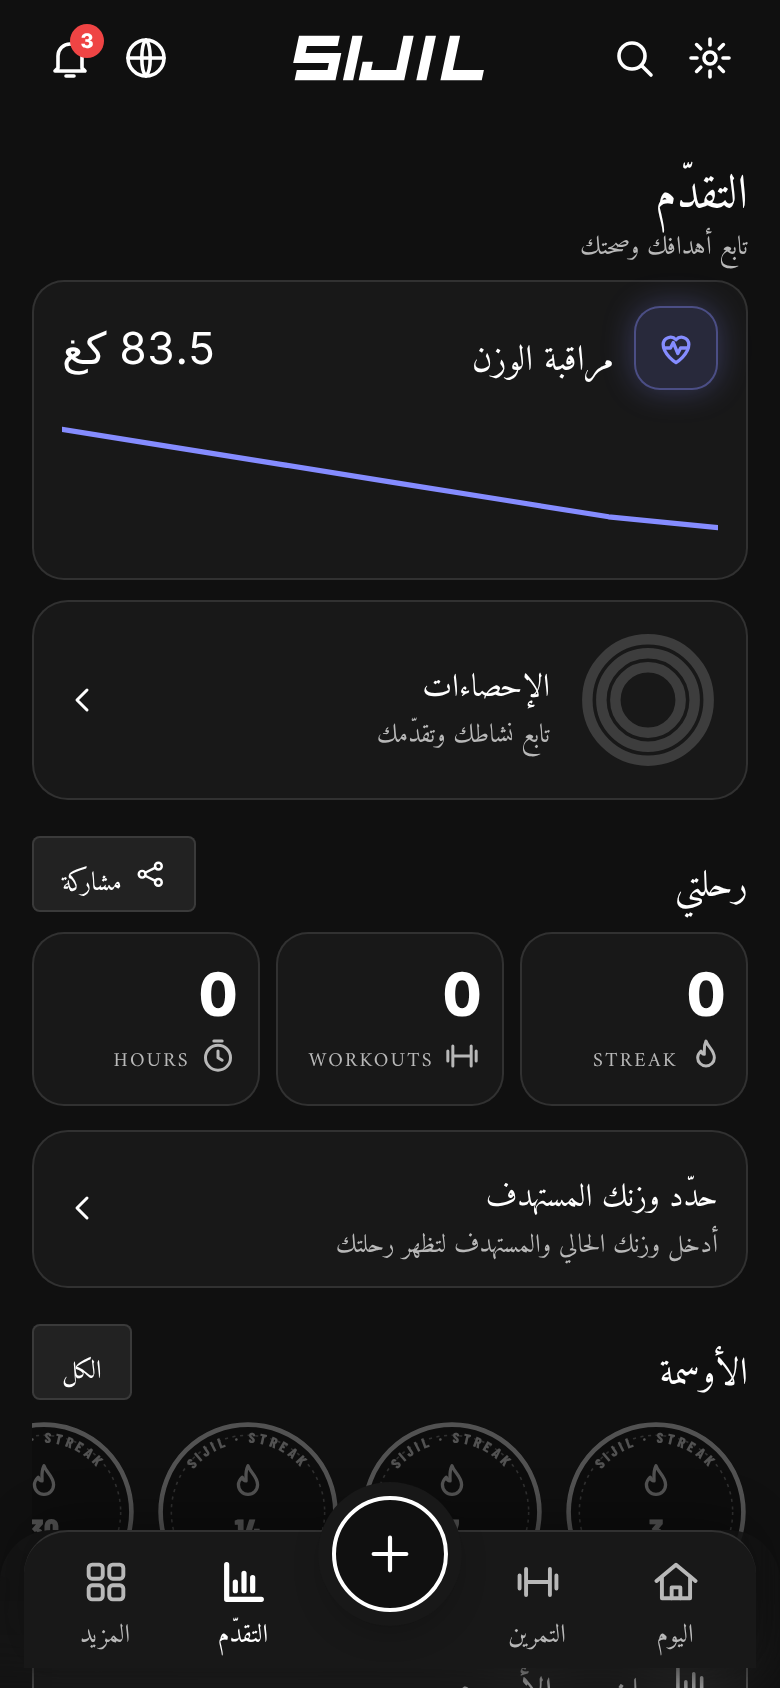 SIJIL
3
التقدّم
تابع أهدافك وصحتك
مراقبة الوزن
83.5 كغ
الإحصاءات
تابع نشاطك وتقدّمك
رحلتي
مشاركة
0
STREAK
0
WORKOUTS
0
HOURS
حدّد وزنك المستهدف
أدخل وزنك الحالي والمستهدف لتظهر رحلتك
الأوسمة
الكل
SIJIL · STREAK
SIJIL · STREAK
SIJIL · STREAK
· STREAK
اليوم
التمرين
التقدّم
المزيد